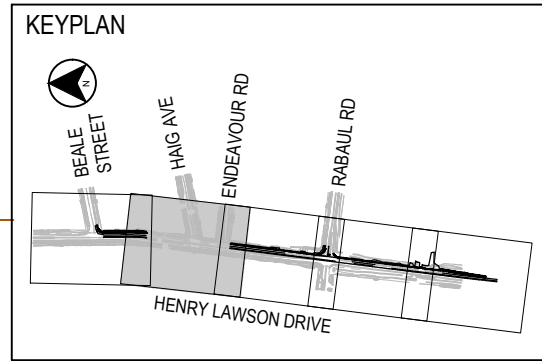 KEYPLAN
N
BEALE
STREET
HAIG AVE
ENDEAVOUR RD
RABAUL RD
HENRY LAWSON DRIVE